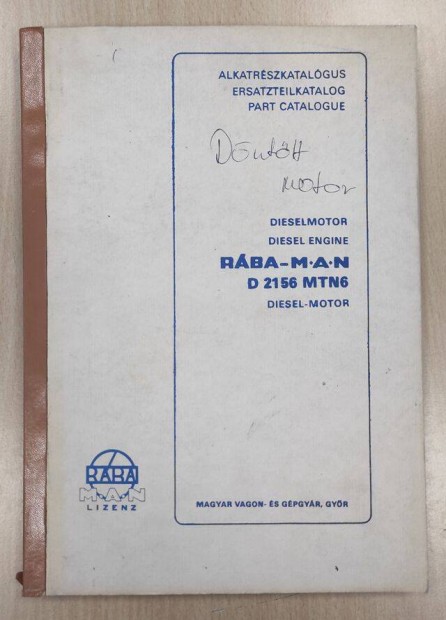 ALKATRÉSZKATALÓGUS
ERSATZTEILKATALOG
PART CATALOGUE
Döntött
motor
DIESELMOTOR
DIESEL ENGINE
RÁBA-M·A·N
D 2156 MTN6
DIESEL-MOTOR
RÁBA
M·A·N
LIZENZ
MAGYAR VAGON- ÉS GÉPGYÁR, GYŐR